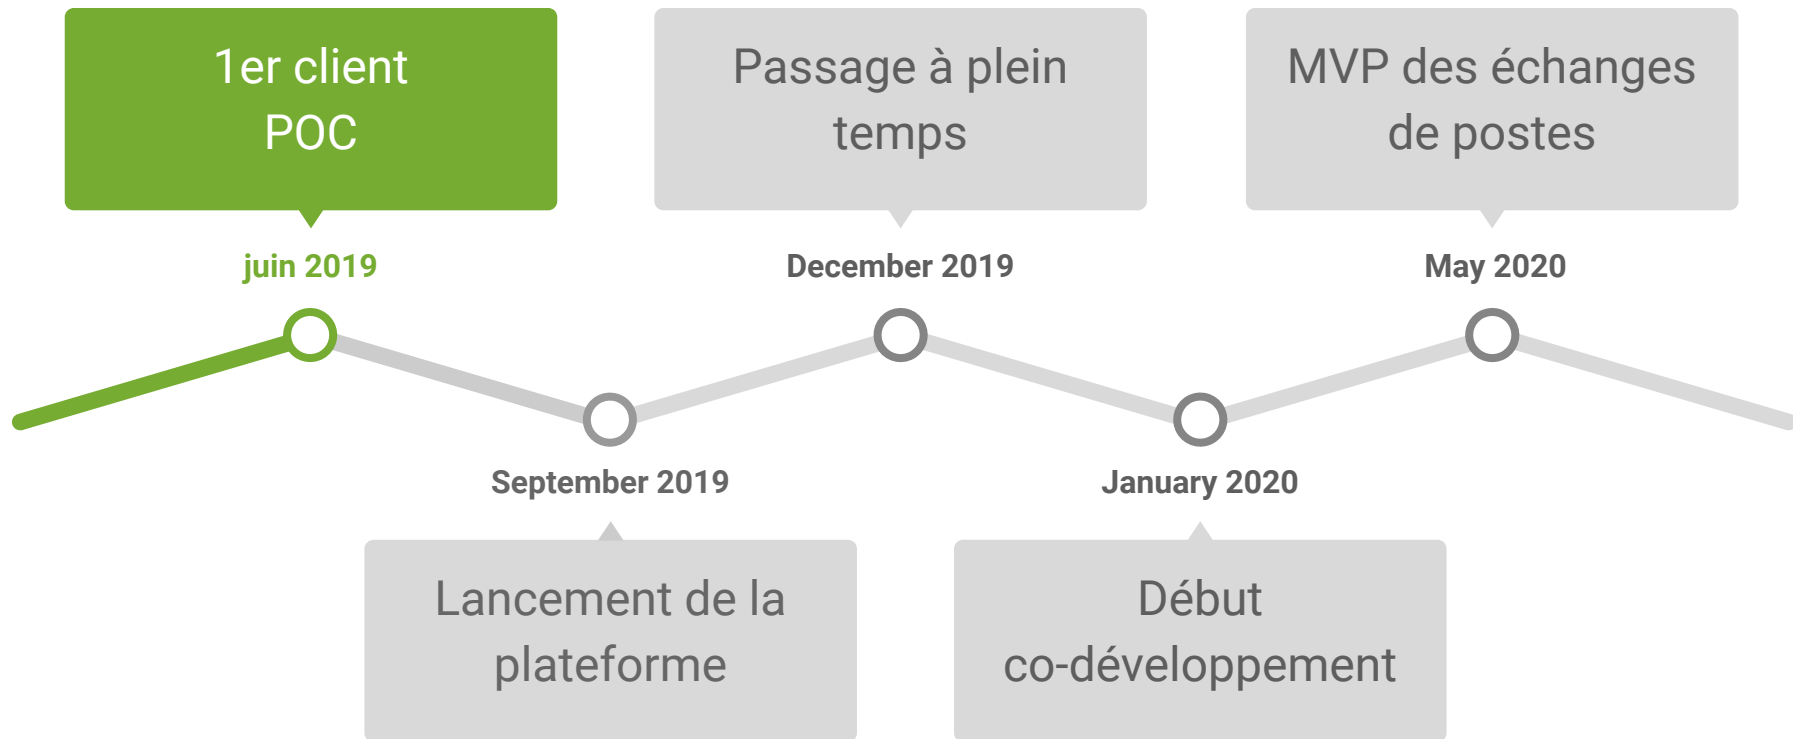 1er client
POC
juin 2019
Passage à plein
temps
December 2019
MVP des échanges
de postes
May 2020
September 2019
Lancement de la
plateforme
January 2020
Début
co-développement